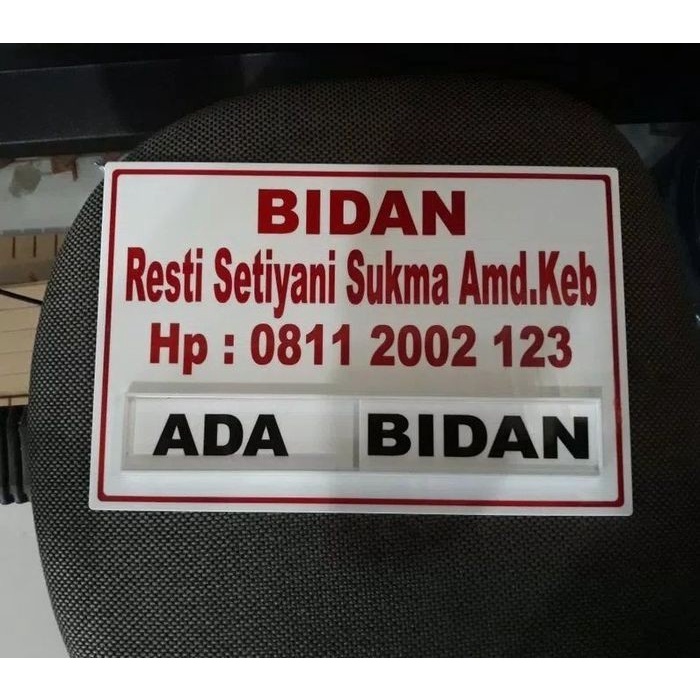 BIDAN
Resti Setiyani Sukma Amd.Keb
Hp : 0811 2002 123
ADA BIDAN